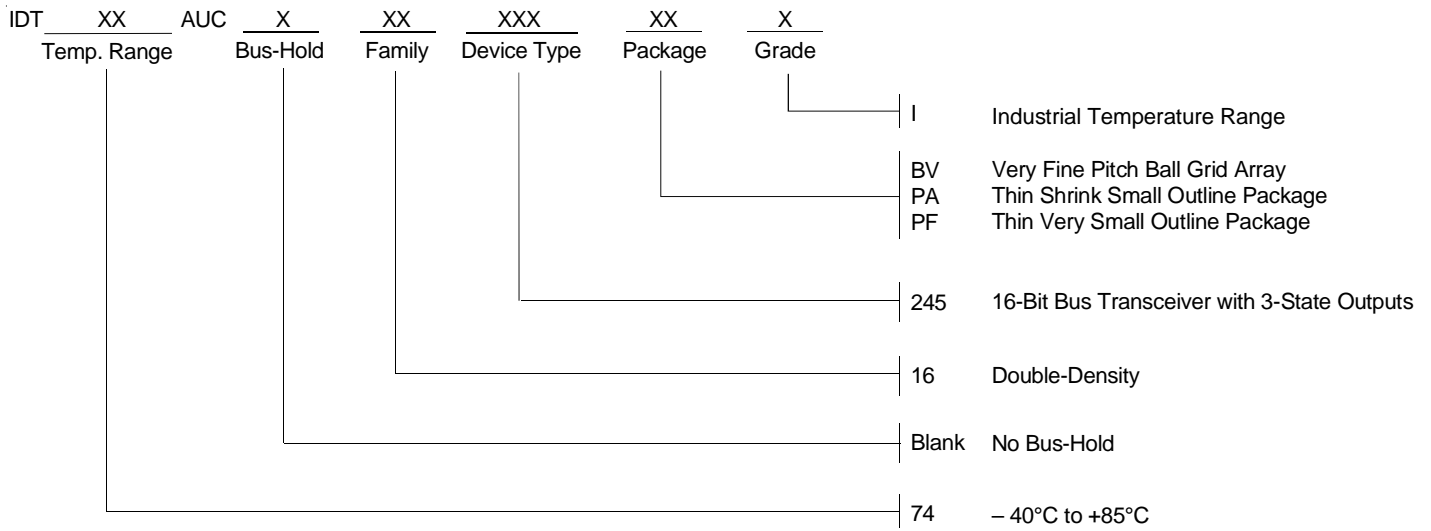 IDT XX AUC X XX XXX XX X
Temp. Range Bus-Hold Family Device Type Package Grade
I Industrial Temperature Range
BV Very Fine Pitch Ball Grid Array
PA Thin Shrink Small Outline Package
PF Thin Very Small Outline Package
245 16-Bit Bus Transceiver with 3-State Outputs
16 Double-Density
Blank No Bus-Hold
74 – 40°C to +85°C